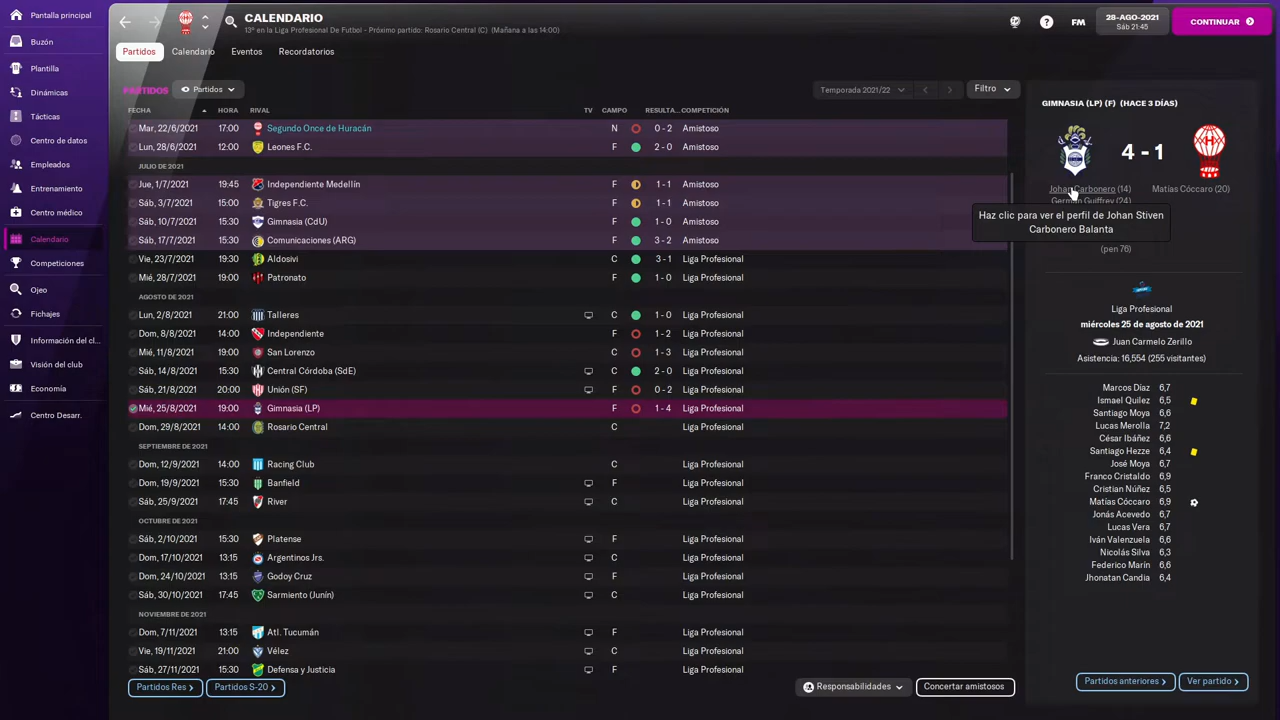 Panel principal
CALENDARIO
13º en la Liga Profesional De Futbol - Próximo partido: Rosario Central (C) (Mañana a las 14:00)
FM
28-AGO-2021
Sáb 21:45
CONTINUAR
Buzón
Plantilla
Dinámicas
Tácticas
Centro de datos
Empleados
Entrenamiento
Centro médico
Calendario
Competiciones
Ojeo
Fichajes
Información del cl...
Visión del club
Economía
Centro Desarr.
Partidos
Calendario
Eventos
Recordatorios
PARTIDOS
Partidos
Temporada 2021/22
Filtro
FECHA HORA RIVAL TV CAMPO RESULTA... COMPETICIÓN
Mar, 22/6/2021 17:00 Segundo Once de Huracán N 0 - 2 Amistoso
Lun, 28/6/2021 12:00 Leones F.C. F 2 - 0 Amistoso
JULIO DE 2021
Jue, 1/7/2021 19:45 Independiente Medellín F 1 - 1 Amistoso
Sáb, 3/7/2021 15:00 Tigres F.C. F 1 - 1 Amistoso
Sáb, 10/7/2021 15:30 Gimnasia (CdU) F 1 - 0 Amistoso
Sáb, 17/7/2021 15:30 Comunicaciones (ARG) F 3 - 2 Amistoso
Vie, 23/7/2021 19:30 Aldosivi C 3 - 1 Liga Profesional
Mié, 28/7/2021 19:00 Patronato F 1 - 0 Liga Profesional
AGOSTO DE 2021
Lun, 2/8/2021 21:00 Talleres C 1 - 0 Liga Profesional
Dom, 8/8/2021 14:00 Independiente F 1 - 2 Liga Profesional
Mié, 11/8/2021 19:00 San Lorenzo C 1 - 3 Liga Profesional
Sáb, 14/8/2021 15:30 Central Córdoba (SdE) C 2 - 0 Liga Profesional
Sáb, 21/8/2021 20:00 Unión (SF) F 0 - 2 Liga Profesional
Mié, 25/8/2021 19:00 Gimnasia (LP) F 1 - 4 Liga Profesional
Dom, 29/8/2021 14:00 Rosario Central C Liga Profesional
SEPTIEMBRE DE 2021
Dom, 12/9/2021 14:00 Racing Club C Liga Profesional
Dom, 19/9/2021 15:30 Banfield F Liga Profesional
Sáb, 25/9/2021 17:45 River C Liga Profesional
OCTUBRE DE 2021
Sáb, 2/10/2021 15:30 Platense F Liga Profesional
Dom, 17/10/2021 13:15 Argentinos Jrs. C Liga Profesional
Dom, 24/10/2021 13:15 Godoy Cruz F Liga Profesional
Sáb, 30/10/2021 17:45 Sarmiento (Junín) C Liga Profesional
NOVIEMBRE DE 2021
Dom, 7/11/2021 13:15 Atl. Tucumán F Liga Profesional
Vie, 19/11/2021 21:00 Vélez C Liga Profesional
Sáb, 27/11/2021 15:30 Defensa y Justicia F Liga Profesional
Partidos Res
Partidos S-20
Responsabilidades
Concertar amistosos
GIMNASIA (LP) (F) (HACE 3 DÍAS)
4 - 1
Johan Carbonero (14) Matías Cóccaro (20)
Germán Guiffrey (24)
Haz clic para ver el perfil de Johan Stiven
Carbonero Balanta
(pen 76)
Liga Profesional
miércoles 25 de agosto de 2021
Juan Carmelo Zerillo
Asistencia: 16,554 (255 visitantes)
Marcos Díaz 6,7
Ismael Quilez 6,5
Santiago Moya 6,6
Lucas Merolla 7,2
César Ibáñez 6,6
Santiago Hezze 6,4
José Moya 6,7
Franco Cristaldo 6,9
Cristian Núñez 6,5
Matías Cóccaro 6,9
Jonás Acevedo 6,7
Lucas Vera 6,7
Iván Valenzuela 6,6
Nicolás Silva 6,3
Federico Marín 6,6
Jhonatan Candia 6,4
Partidos anteriores
Ver partido